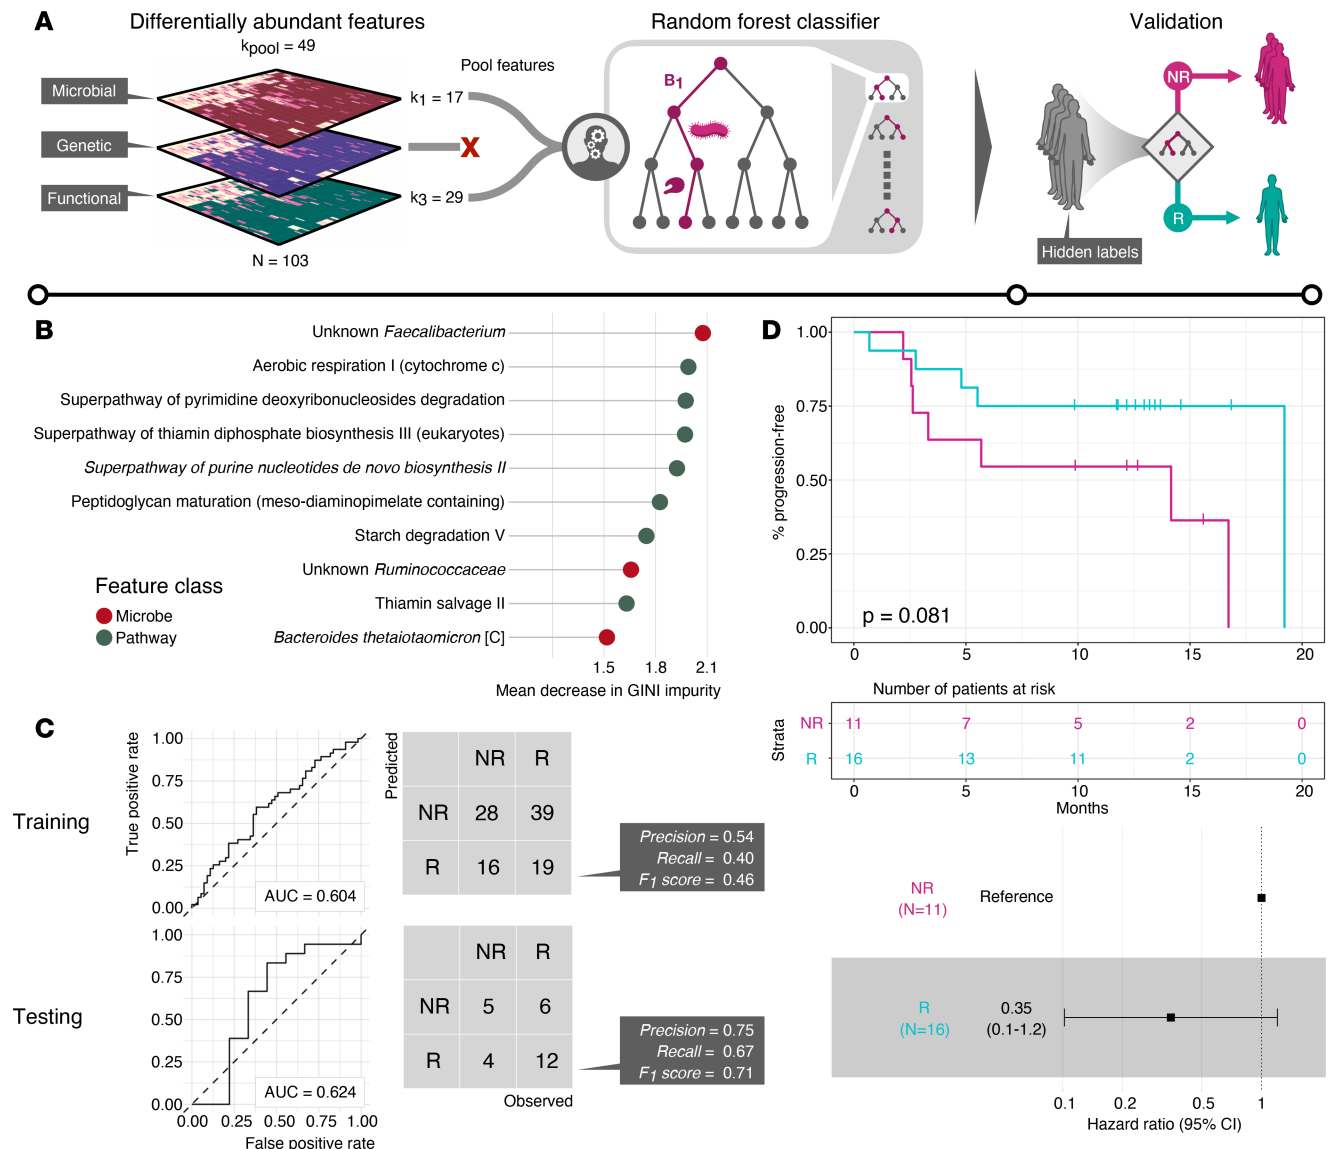 A
Differentially abundant features
Random forest classifier
Validation
kpool = 49
Pool features
Microbial
Genetic
Functional
k1 = 17
X
k3 = 29
N = 103
B1
NR
R
Hidden labels
B
Unknown Faecalibacterium
Aerobic respiration I (cytochrome c)
Superpathway of pyrimidine deoxyribonucleosides degradation
Superpathway of thiamin diphosphate biosynthesis III (eukaryotes)
Superpathway of purine nucleotides de novo biosynthesis II
Peptidoglycan maturation (meso-diaminopimelate containing)
Starch degradation V
Unknown Ruminococcaceae
Thiamin salvage II
Bacteroides thetaiotaomicron [C]
Feature class
Microbe
Pathway
1.5 1.8 2.1
Mean decrease in GINI impurity
C
Training
True positive rate
1.00
0.75
0.50
0.25
0.00
AUC = 0.604
Predicted
NR R
NR 28 39
R 16 19
Precision = 0.54
Recall = 0.40
F1 score = 0.46
Testing
1.00
0.75
0.50
0.25
0.00
AUC = 0.624
0.00 0.25 0.50 0.75 1.00
False positive rate
NR R
NR 5 6
R 4 12
Observed
Precision = 0.75
Recall = 0.67
F1 score = 0.71
D
% progression-free
1.00
0.75
0.50
0.25
0.00
p = 0.081
0 5 10 15 20
Number of patients at risk
Strata
NR 11 7 5 2 0
R 16 13 11 2 0
0 5 10 15 20
Months
NR
(N=11)
Reference
R
(N=16)
0.35
(0.1-1.2)
0.1 0.2 0.5 1
Hazard ratio (95% CI)